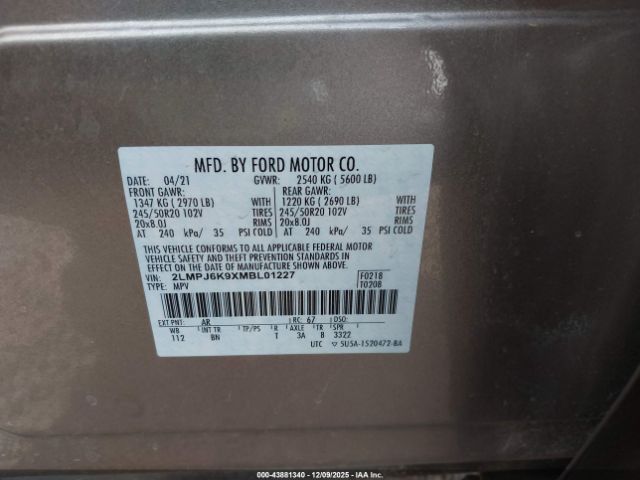 MFD. BY FORD MOTOR CO.
DATE: 04/21 GVWR: 2540 KG ( 5600 LB)
FRONT GAWR: REAR GAWR:
1347 KG ( 2970 LB) WITH 1220 KG ( 2690 LB) WITH
245/50R20 102V TIRES 245/50R20 102V TIRES
20x8.0J RIMS 20x8.0J RIMS
AT 240 kPa/ 35 PSI COLD AT 240 kPa/ 35 PSI COLD
THIS VEHICLE CONFORMS TO ALL APPLICABLE FEDERAL MOTOR
VEHICLE SAFETY AND THEFT PREVENTION STANDARDS IN
EFFECT ON THE DATE OF MANUFACTURE SHOWN ABOVE.
VIN: 2LMPJ6K9XMBL01227 F0218
TYPE: MPV T0208
EXT PNT: AR RC: 67 DSO:
WB INT TR TP/PS R AXLE TR SPR
112 BN T 3A 8 3322
UTC ▽ 5U5A-1520472-BA
000-43881340 - 12/09/2025 - IAAI.com